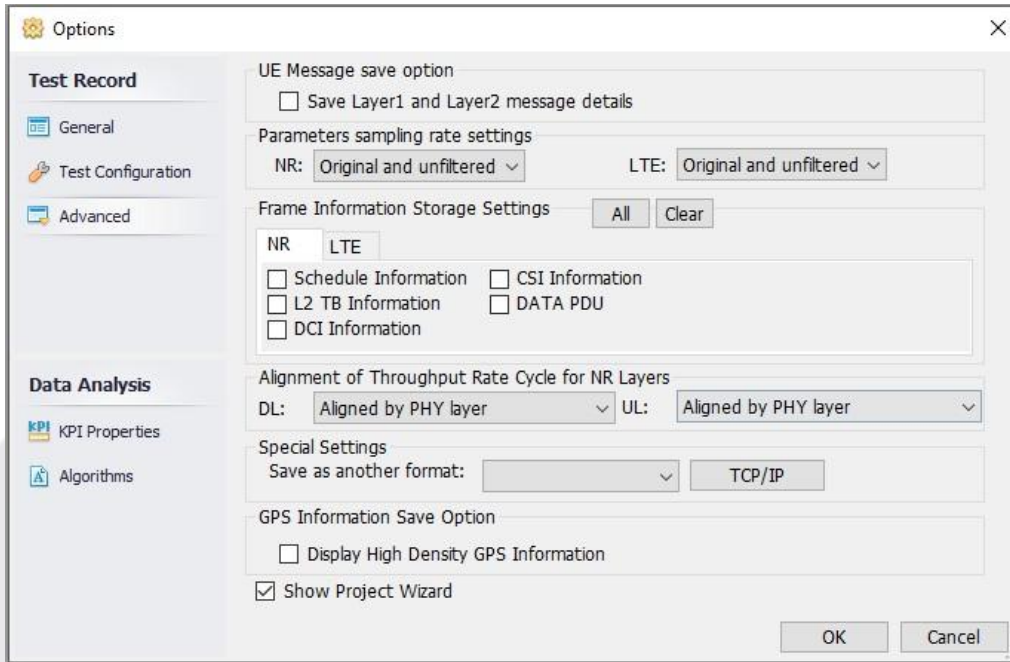 Options
Test Record
General
Test Configuration
Advanced
Data Analysis
KPI
KPI Properties
Algorithms
UE Message save option
Save Layer1 and Layer2 message details
Parameters sampling rate settings
NR: Original and unfiltered LTE: Original and unfiltered
Frame Information Storage Settings All Clear
NR LTE
Schedule Information CSI Information
L2 TB Information DATA PDU
DCI Information
Alignment of Throughput Rate Cycle for NR Layers
DL: Aligned by PHY layer UL: Aligned by PHY layer
Special Settings
Save as another format: TCP/IP
GPS Information Save Option
Display High Density GPS Information
Show Project Wizard
OK Cancel